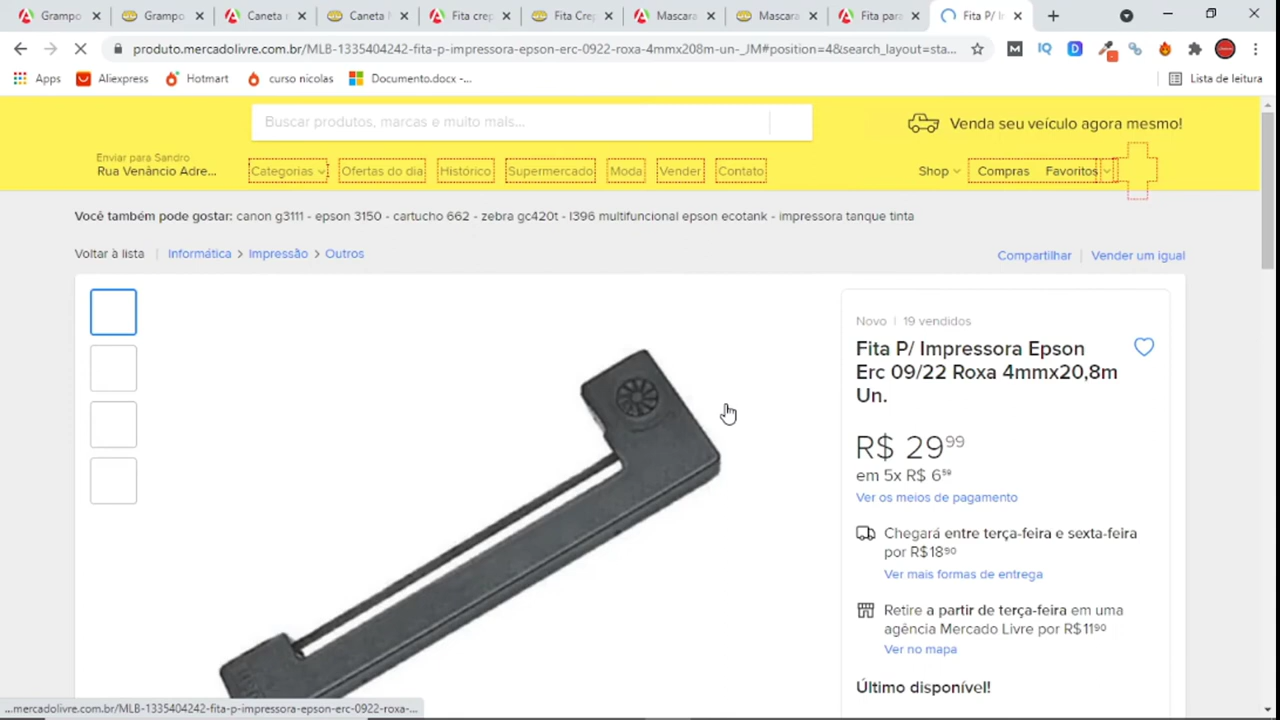 Grampo
Grampo
Caneta
Caneta
Fita crep
Fita Crep
Mascara
Mascara
Fita para
Fita P/ I
produto.mercadolivre.com.br/MLB-1335404242-fita-p-impressora-epson-erc-0922-roxa-4mmx208m-un-_JM#position=4&search_layout=sta...
Apps
Aliexpress
Hotmart
curso nicolas
Documento.docx -...
Lista de leitura
Buscar produtos, marcas e muito mais...
Venda seu veículo agora mesmo!
Enviar para Sandro
Rua Venâncio Adre...
Categorias
Ofertas do dia
Histórico
Supermercado
Moda
Vender
Contato
Shop
Compras
Favoritos
Você também pode gostar: canon g3111 - epson 3150 - cartucho 662 - zebra gc420t - l396 multifuncional epson ecotank - impressora tanque tinta
Voltar à lista | Informática > Impressão > Outros
Compartilhar | Vender um igual
Novo | 19 vendidos
Fita P/ Impressora Epson
Erc 09/22 Roxa 4mmx20,8m
Un.
R$ 29 99
em 5x R$ 6 59
Ver os meios de pagamento
Chegará entre terça-feira e sexta-feira
por R$ 18 90
Ver mais formas de entrega
Retire a partir de terça-feira em uma
agência Mercado Livre por R$ 11 90
Ver no mapa
Último disponível!
...mercadolivre.com.br/MLB-1335404242-fita-p-impressora-epson-erc-0922-roxa-...